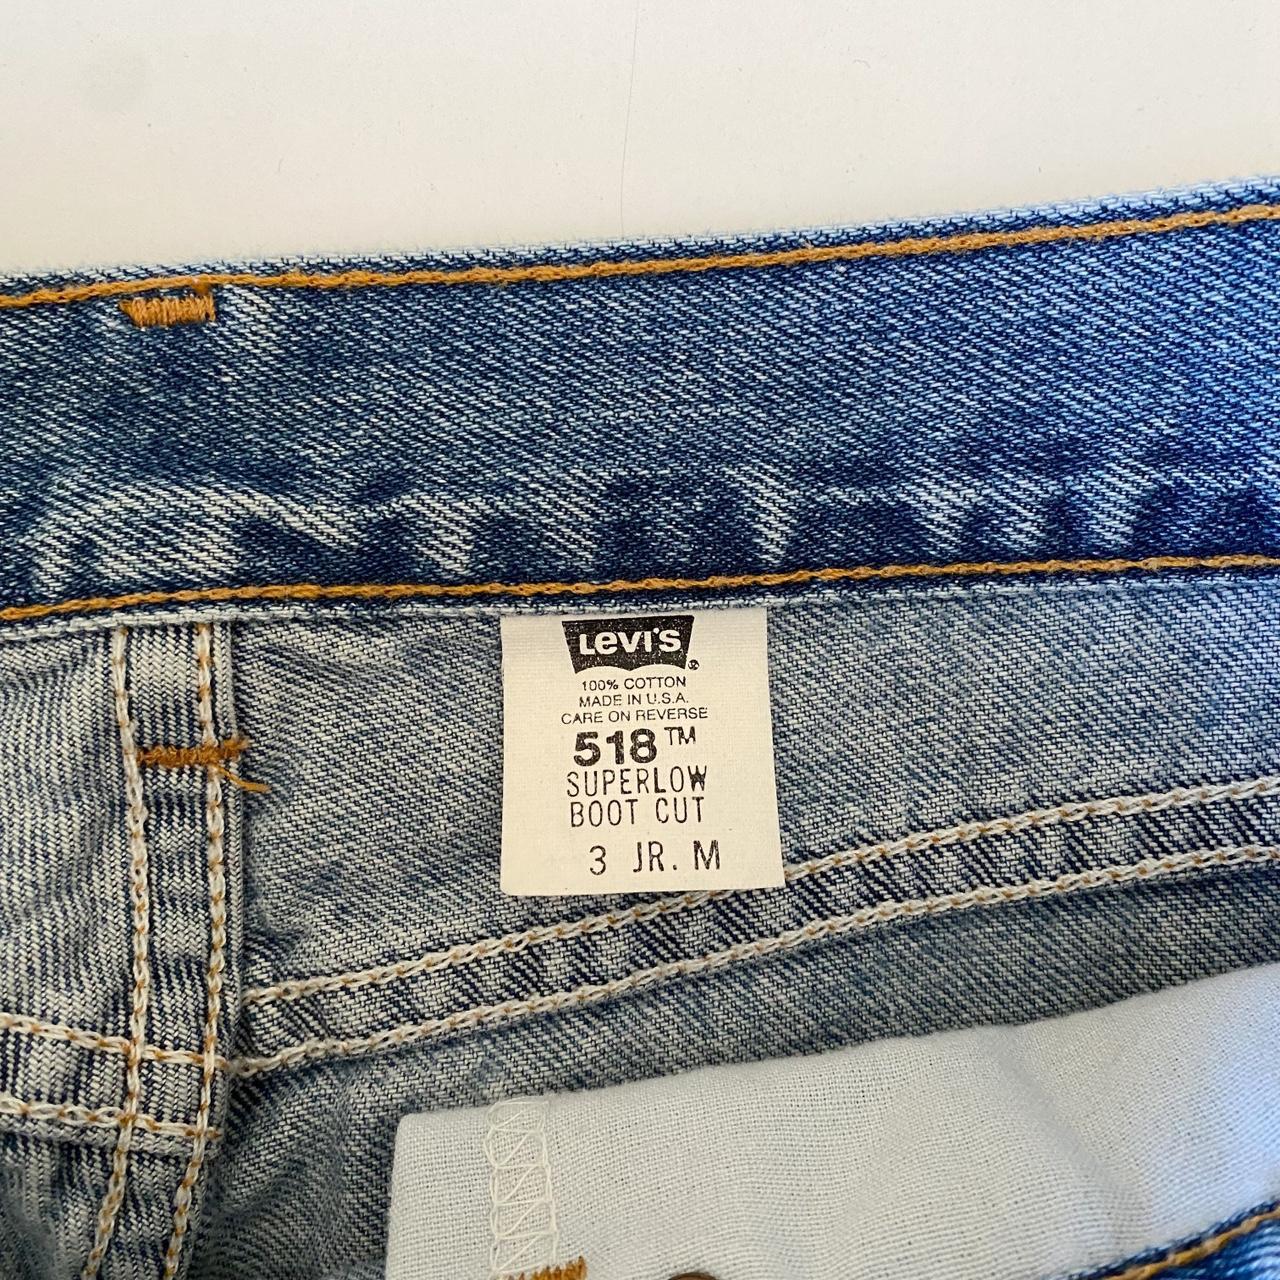 LEVI'S
100% COTTON
MADE IN U.S.A.
CARE ON REVERSE
518™
SUPERLOW
BOOT CUT
3 JR. M